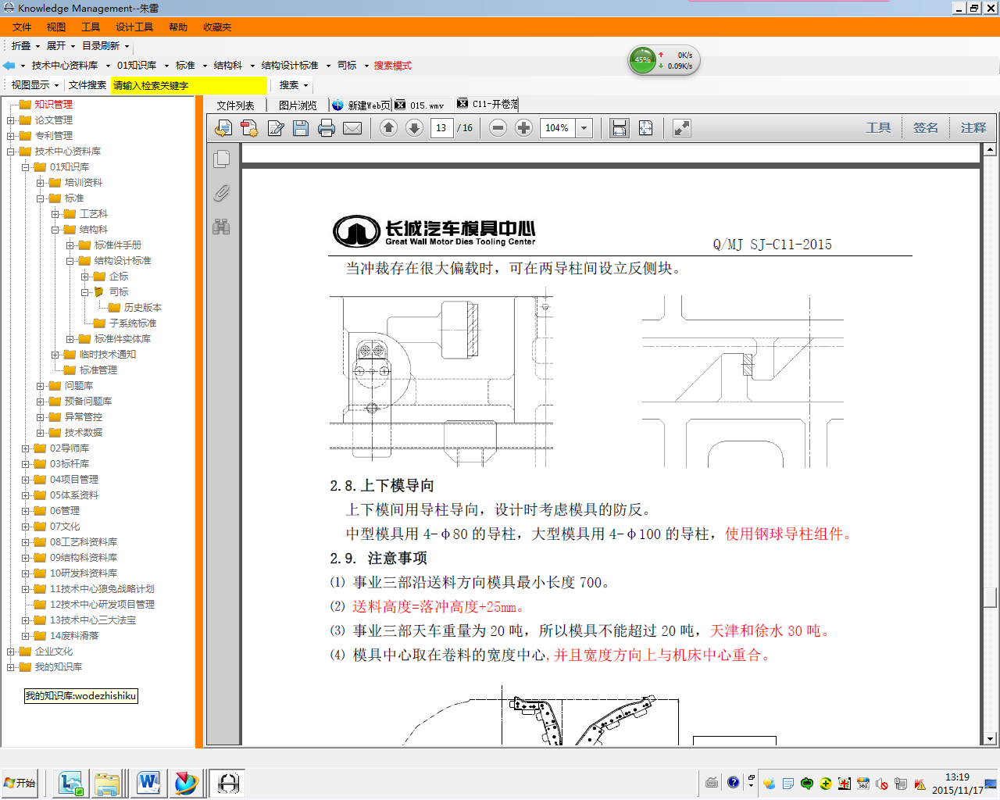 Knowledge Management--朱雷
文件 视图 工具 设计工具 帮助 收藏夹
折叠 展开 目录刷新
技术中心资料库 01知识库 标准 结构科 结构设计标准 司标 搜索模式
45% 0K/s
0.09K/s
视图显示 文件搜索 请输入检索关键字 搜索
文件列表 图片浏览 新建Web页 015.wmv C11-开卷落
13 / 16 104% 工具 签名 注释
知识管理
论文管理
专利管理
技术中心资料库
01知识库
培训资料
标准
工艺科
结构科
标准件手册
结构设计标准
企标
司标
历史版本
子系统标准
标准件实体库
临时技术通知
标准管理
问题库
预备问题库
异常管控
技术数据
02导师库
03标杆库
04项目管理
05体系资料
06管理
07文化
08工艺科资料库
09结构科资料库
10研发科资料库
11技术中心狼兔战略计划
12技术中心研发项目管理
13技术中心三大法宝
14废料滑落
企业文化
我的知识库
我的知识库:wodezhishiku
长城汽车模具中心
Great Wall Motor Dies Tooling Center
Q/MJ SJ-C11-2015
当冲裁存在很大偏载时，可在两导柱间设立反侧块。
2.8.上下模导向
上下模间用导柱导向，设计时考虑模具的防反。
中型模具用 4-φ80 的导柱，大型模具用 4-φ100 的导柱，使用钢球导柱组件。
2.9. 注意事项
⑴ 事业三部沿送料方向模具最小长度 700。
⑵ 送料高度=落冲高度+25mm。
⑶ 事业三部天车重量为 20 吨，所以模具不能超过 20 吨，天津和徐水 30 吨。
⑷ 模具中心取在卷料的宽度中心,并且宽度方向上与机床中心重合。
开始
13:19
2015/11/17